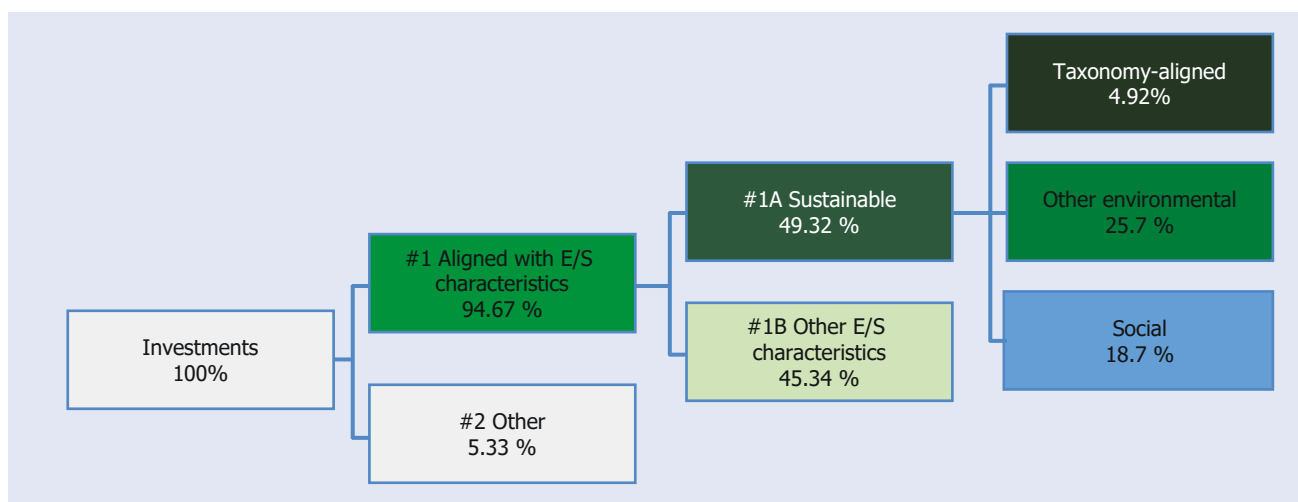 Investments
100%
#1 Aligned with E/S
characteristics
94.67 %
#2 Other
5.33 %
#1A Sustainable
49.32 %
#1B Other E/S
characteristics
45.34 %
Taxonomy-aligned
4.92%
Other environmental
25.7 %
Social
18.7 %